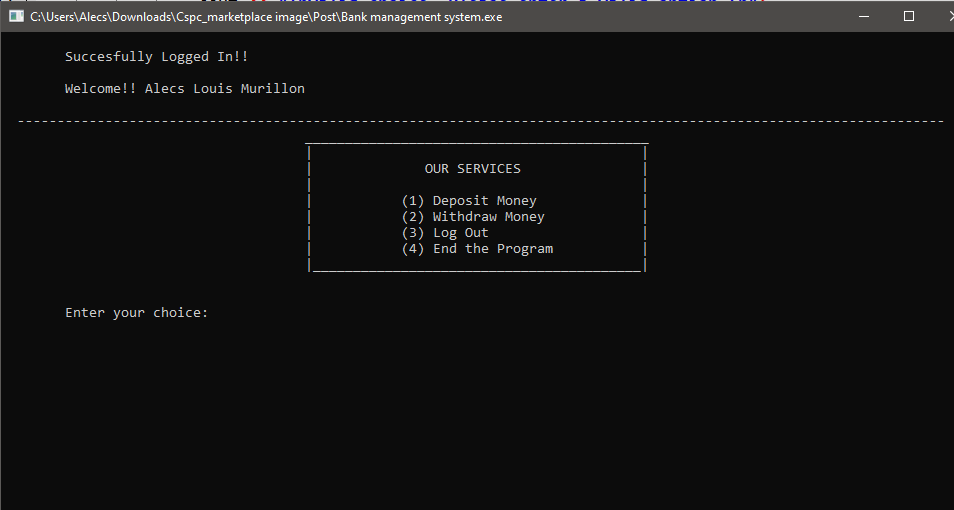 C:\Users\Alecs\Downloads\Cspc_marketplace image\Post\Bank management system.exe
Succesfully Logged In!!
Welcome!! Alecs Louis Murillon
OUR SERVICES
(1) Deposit Money
(2) Withdraw Money
(3) Log Out
(4) End the Program
Enter your choice: